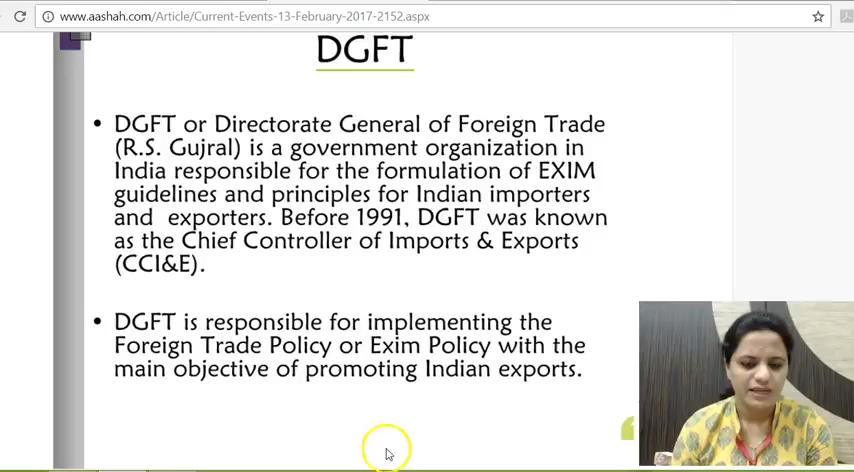 www.aashah.com/Article/Current-Events-13-February-2017-2152.aspx
DGFT
• DGFT or Directorate General of Foreign Trade
(R.S. Gujral) is a government organization in
India responsible for the formulation of EXIM
guidelines and principles for Indian importers
and exporters. Before 1991, DGFT was known
as the Chief Controller of Imports & Exports
(CCI&E).
• DGFT is responsible for implementing the
Foreign Trade Policy or Exim Policy with the
main objective of promoting Indian exports.